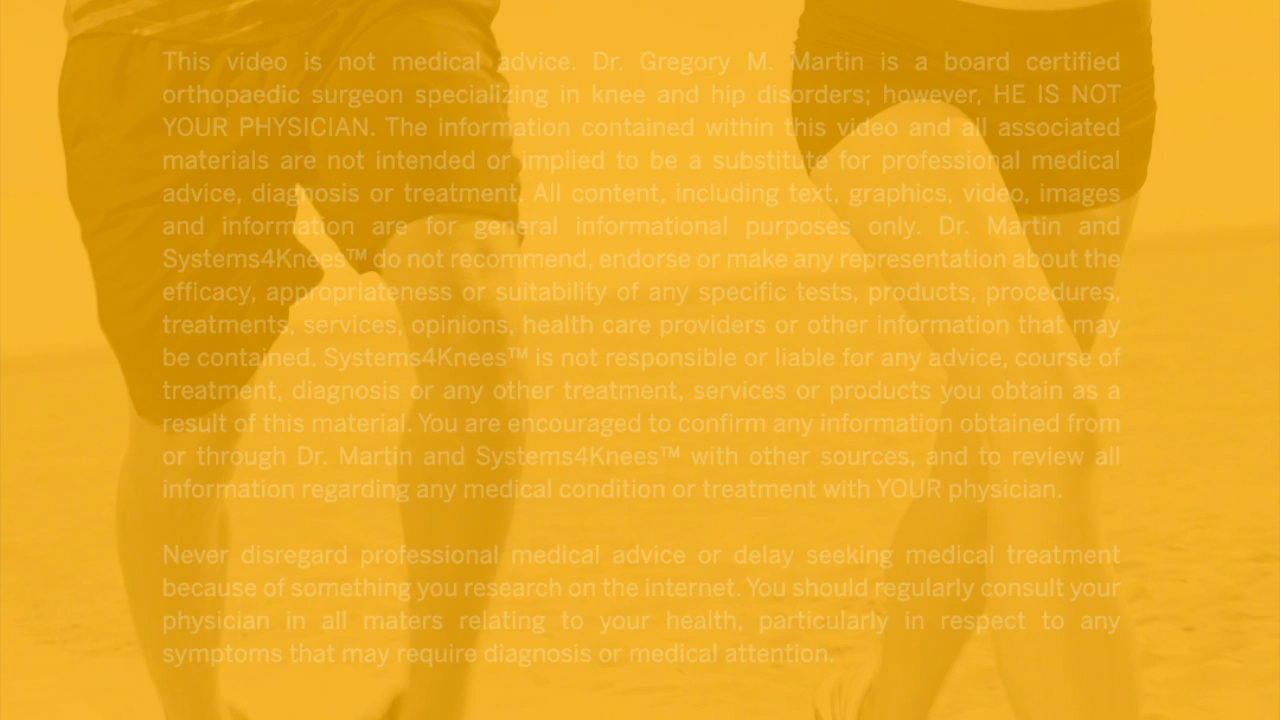 This video is not medical advice. Dr. Gregory M. Martin is a board certified
orthopaedic surgeon specializing in knee and hip disorders; however, HE IS NOT
YOUR PHYSICIAN. The information contained within this video and all associated
materials are not intended or implied to be a substitute for professional medical
advice, diagnosis or treatment. All content, including text, graphics, video, images
and information are for general informational purposes only. Dr. Martin and
Systems4Knees™ do not recommend, endorse or make any representation about the
efficacy, appropriateness or suitability of any specific tests, products, procedures,
treatments, services, opinions, health care providers or other information that may
be contained. Systems4Knees™ is not responsible or liable for any advice, course of
treatment, diagnosis or any other treatment, services or products you obtain as a
result of this material. You are encouraged to confirm any information obtained from
or through Dr. Martin and Systems4Knees™ with other sources, and to review all
information regarding any medical condition or treatment with YOUR physician.
Never disregard professional medical advice or delay seeking medical treatment
because of something you research on the internet. You should regularly consult your
physician in all maters relating to your health, particularly in respect to any
symptoms that may require diagnosis or medical attention.